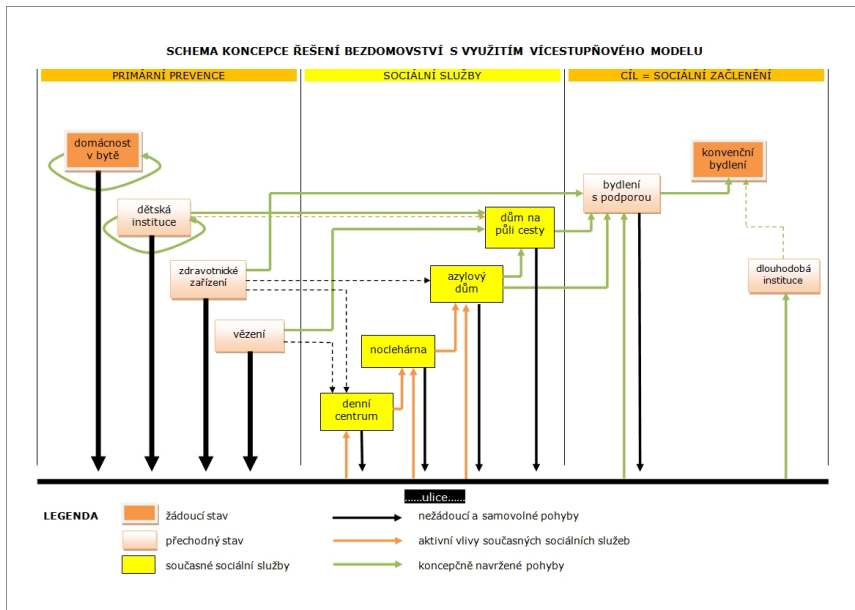 SCHEMA KONCEPCE ŘEŠENÍ BEZDOMOVSTVÍ S VYUŽITÍM VÍCESTUPŇOVÉHO MODELU
PRIMÁRNÍ PREVENCE
SOCIÁLNÍ SLUŽBY
CÍL = SOCIÁLNÍ ZAČLENĚNÍ
domácnost
v bytě
konvenční
bydlení
bydlení
s podporou
dětská
instituce
dům na
půli cesty
zdravotnické
zařízení
azylový
dům
dlouhodobá
instituce
vězení
noclehárna
denní
centrum
......ulice......
LEGENDA
žádoucí stav
přechodný stav
současné sociální služby
nežádoucí a samovolné pohyby
aktivní vlivy současných sociálních služeb
koncepčně navržené pohyby